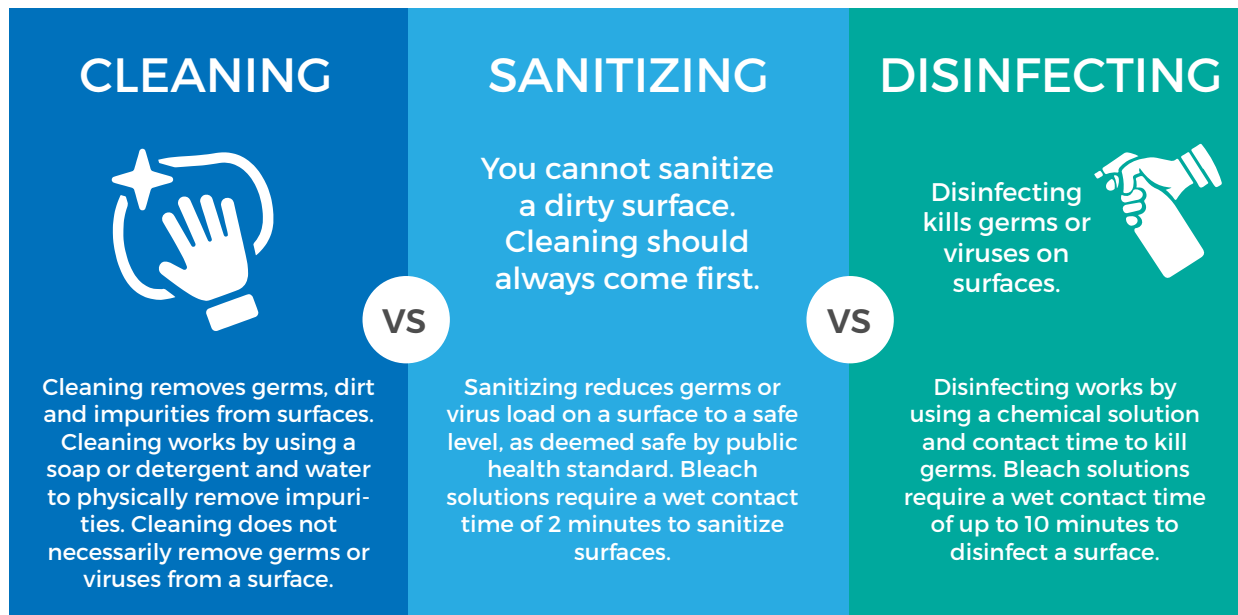 CLEANING
Cleaning removes germs, dirt
and impurities from surfaces.
Cleaning works by using a
soap or detergent and water
to physically remove impuri-
ties. Cleaning does not
necessarily remove germs or
viruses from a surface.
VS
SANITIZING
You cannot sanitize
a dirty surface.
Cleaning should
always come first.
Sanitizing reduces germs or
virus load on a surface to a safe
level, as deemed safe by public
health standard. Bleach
solutions require a wet contact
time of 2 minutes to sanitize
surfaces.
VS
DISINFECTING
Disinfecting
kills germs or
viruses on
surfaces.
Disinfecting works by
using a chemical solution
and contact time to kill
germs. Bleach solutions
require a wet contact time
of up to 10 minutes to
disinfect a surface.